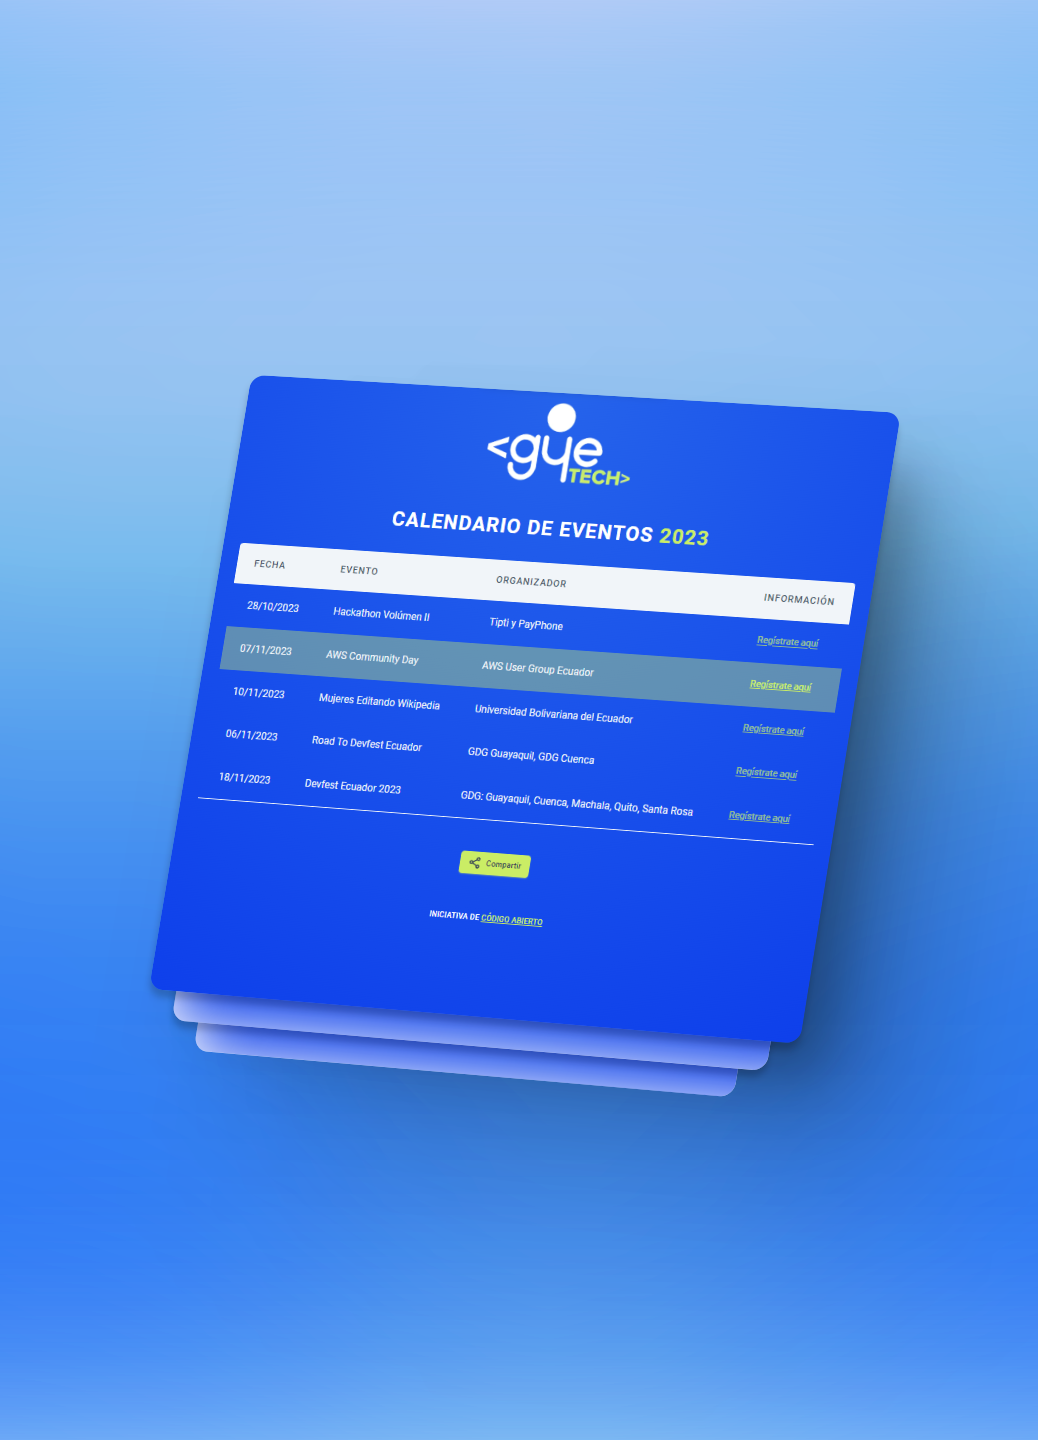 <gye
TECH>
CALENDARIO DE EVENTOS 2023
FECHA EVENTO ORGANIZADOR INFORMACIÓN
28/10/2023 Hackathon Volúmen II Tipti y PayPhone Regístrate aquí
07/11/2023 AWS Community Day AWS User Group Ecuador Regístrate aquí
10/11/2023 Mujeres Editando Wikipedia Universidad Bolivariana del Ecuador Regístrate aquí
06/11/2023 Road To Devfest Ecuador GDG Guayaquil, GDG Cuenca Regístrate aquí
18/11/2023 Devfest Ecuador 2023 GDG: Guayaquil, Cuenca, Machala, Quito, Santa Rosa Regístrate aquí
Compartir
INICIATIVA DE CÓDIGO ABIERTO